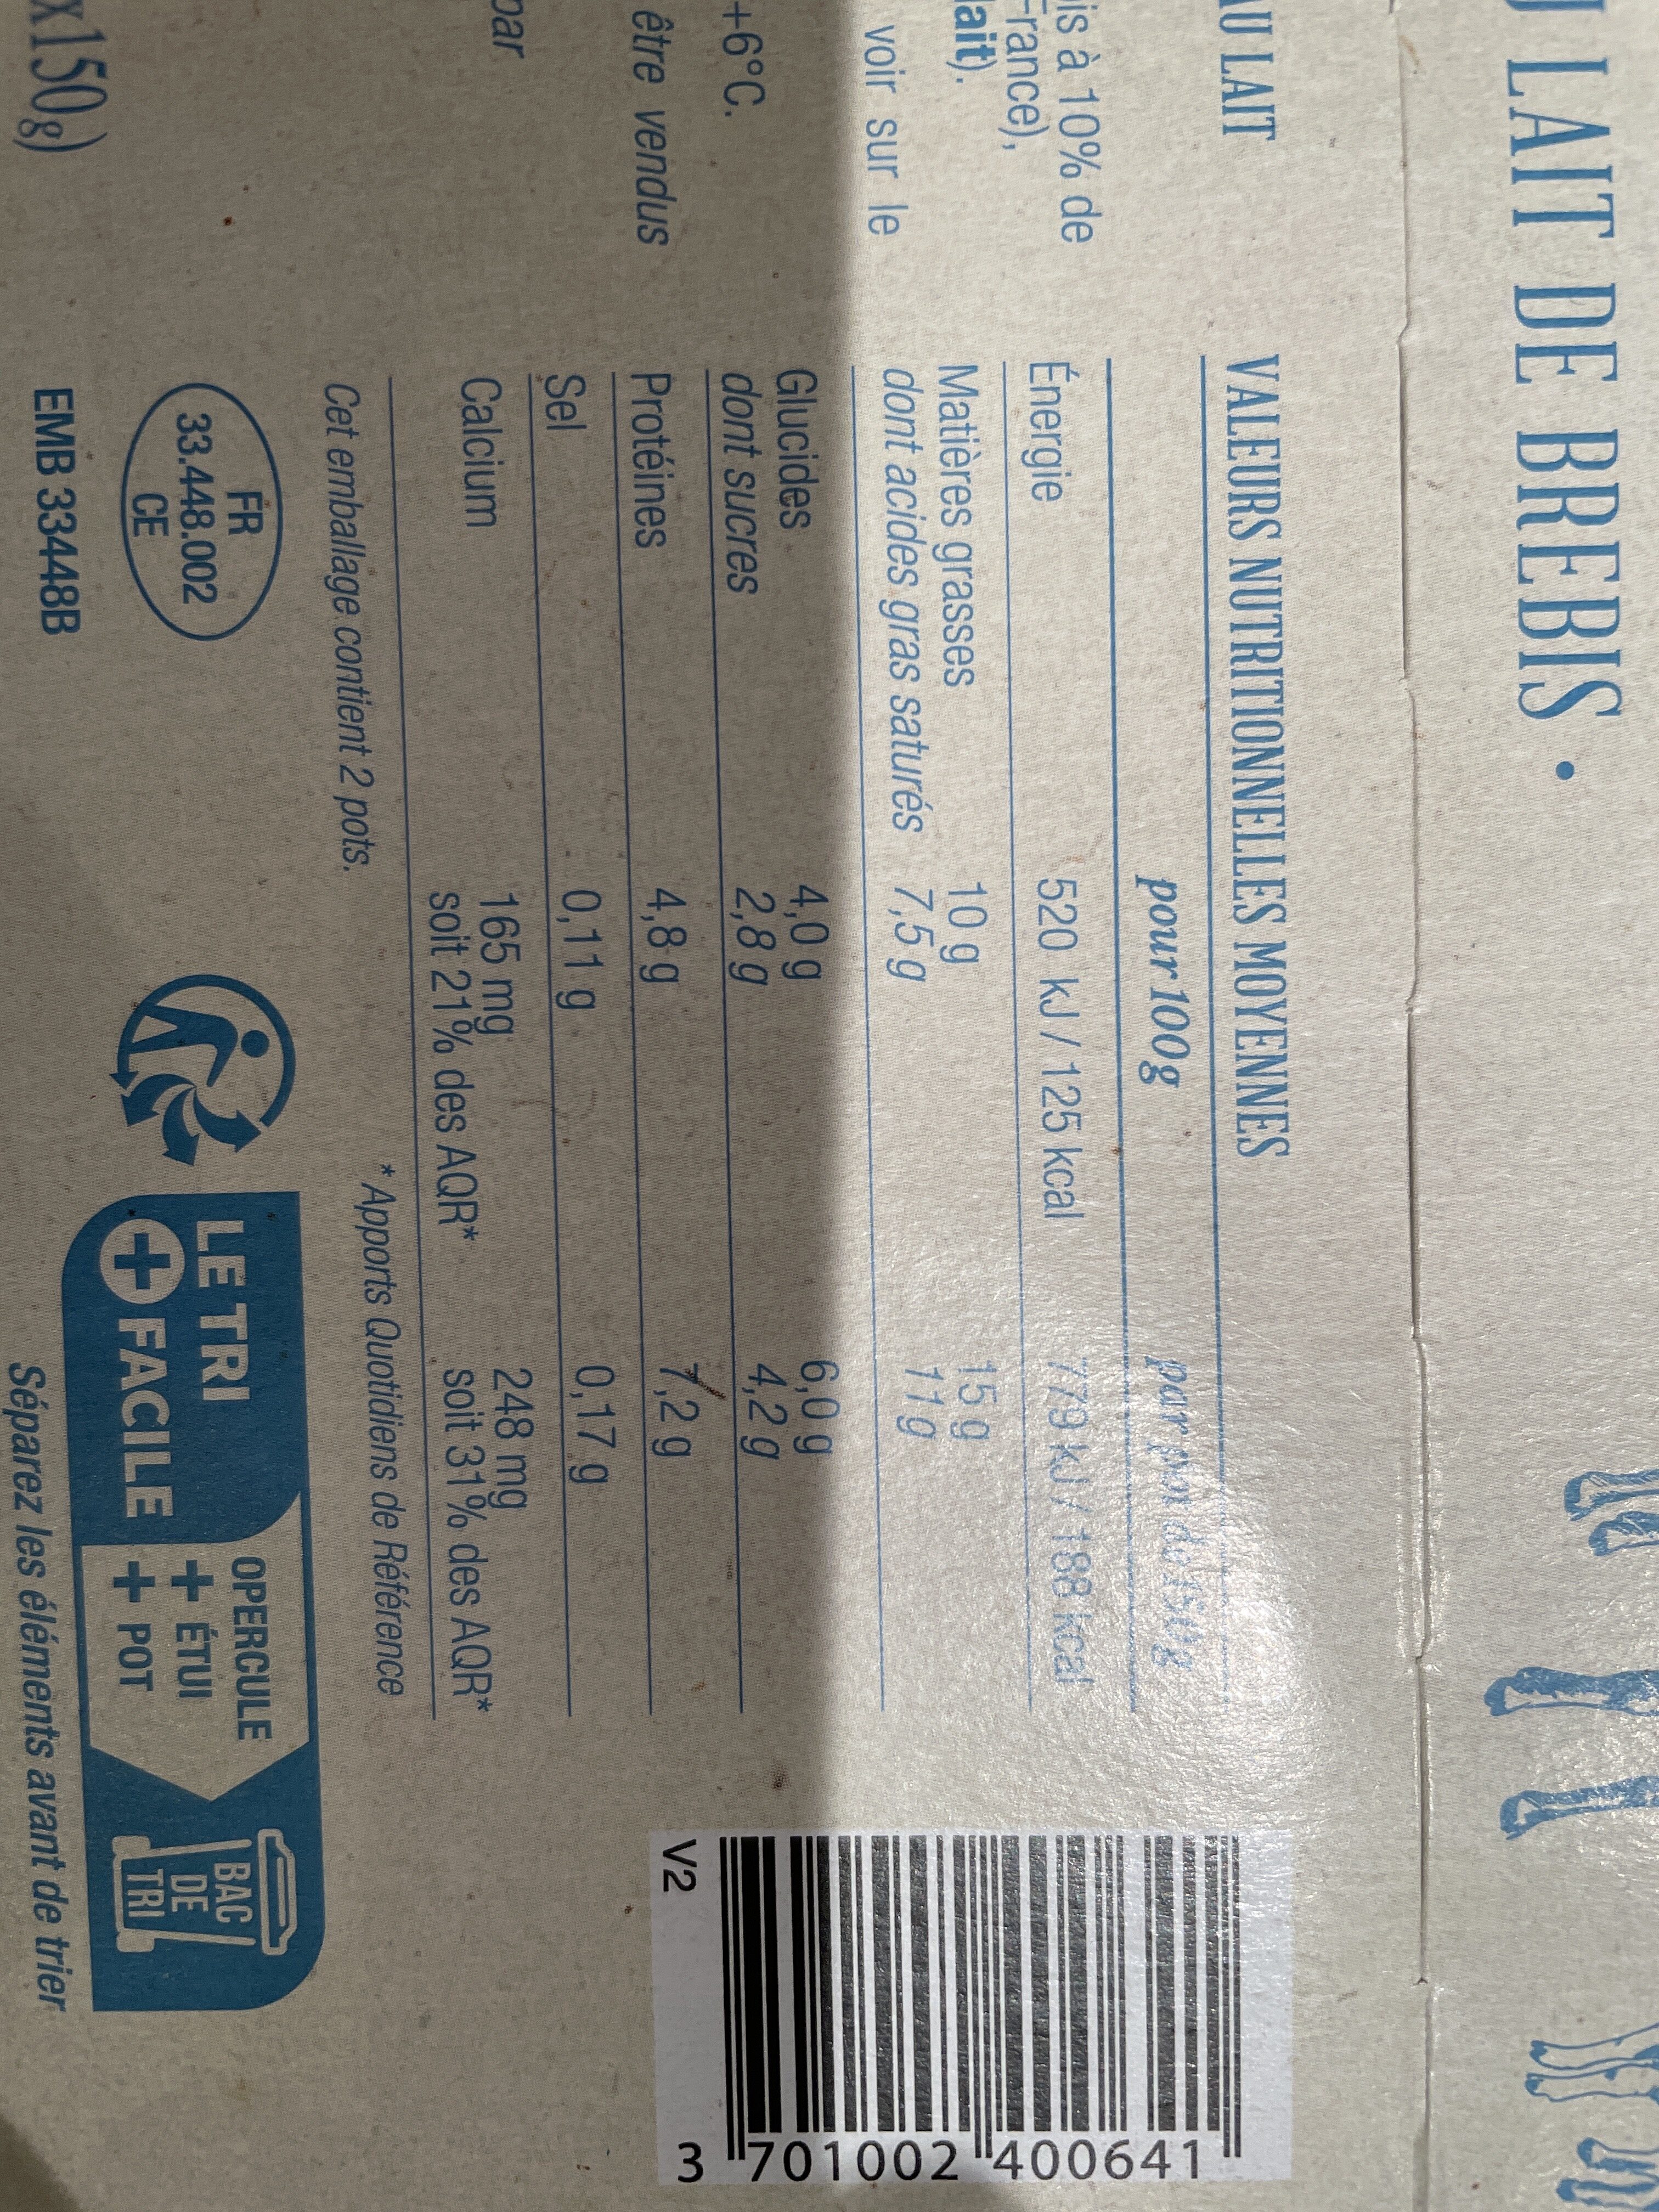 U LAIT DE BREBIS •
AU LAIT
is à 10% de
France),
lait).
voir sur le
+6°C.
être vendus
par
x150g)
VALEURS NUTRITIONNELLES MOYENNES
pour 100g par pot de 150g
Énergie 520 kJ / 125 kcal 779 kJ / 188 kcal
Matières grasses 10 g 15 g
dont acides gras saturés 7,5 g 11 g
Glucides 4,0 g 6,0 g
dont sucres 2,8 g 4,2 g
Protéines 4,8 g 7,2 g
Sel 0,11 g 0,17 g
Calcium 165 mg 248 mg
soit 21% des AQR* soit 31% des AQR*
* Apports Quotidiens de Référence
Cet emballage contient 2 pots.
FR
33.448.002
CE
EMB 33448B
LE TRI
+ FACILE
OPERCULE
+ ÉTUI
+ POT
BAC
DE
TRI
Séparez les éléments avant de trier
V2
3 701002 400641